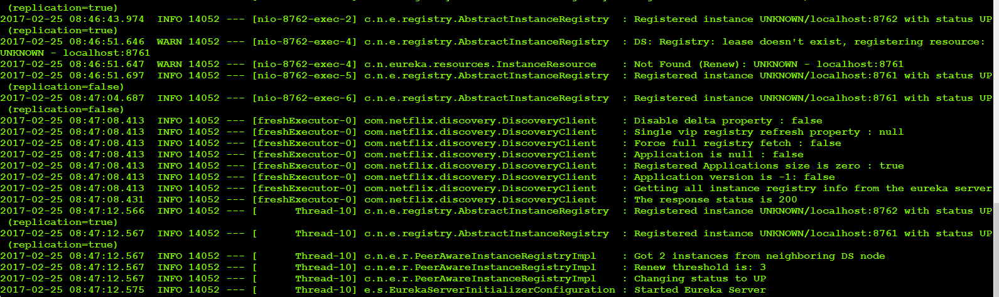 (replication=true)
2017-02-25 08:46:43.974  INFO 14052 --- [nio-8762-exec-2] c.n.e.registry.AbstractInstanceRegistry  : Registered instance UNKNOWN/localhost:8762 with status UP
(replication=true)
2017-02-25 08:46:51.646  WARN 14052 --- [nio-8762-exec-4] c.n.e.registry.AbstractInstanceRegistry  : DS: Registry: lease doesn't exist, registering resource:
UNKNOWN - localhost:8761
2017-02-25 08:46:51.647  WARN 14052 --- [nio-8762-exec-4] c.n.eureka.resources.InstanceResource    : Not Found (Renew): UNKNOWN - localhost:8761
2017-02-25 08:46:51.697  INFO 14052 --- [nio-8762-exec-5] c.n.e.registry.AbstractInstanceRegistry  : Registered instance UNKNOWN/localhost:8761 with status UP
(replication=false)
2017-02-25 08:47:04.687  INFO 14052 --- [nio-8762-exec-6] c.n.e.registry.AbstractInstanceRegistry  : Registered instance UNKNOWN/localhost:8761 with status UP
(replication=false)
2017-02-25 08:47:08.413  INFO 14052 --- [freshExecutor-0] com.netflix.discovery.DiscoveryClient    : Disable delta property : false
2017-02-25 08:47:08.413  INFO 14052 --- [freshExecutor-0] com.netflix.discovery.DiscoveryClient    : Single vip registry refresh property : null
2017-02-25 08:47:08.413  INFO 14052 --- [freshExecutor-0] com.netflix.discovery.DiscoveryClient    : Force full registry fetch : false
2017-02-25 08:47:08.413  INFO 14052 --- [freshExecutor-0] com.netflix.discovery.DiscoveryClient    : Application is null : false
2017-02-25 08:47:08.413  INFO 14052 --- [freshExecutor-0] com.netflix.discovery.DiscoveryClient    : Registered Applications size is zero : true
2017-02-25 08:47:08.413  INFO 14052 --- [freshExecutor-0] com.netflix.discovery.DiscoveryClient    : Application version is -1: false
2017-02-25 08:47:08.413  INFO 14052 --- [freshExecutor-0] com.netflix.discovery.DiscoveryClient    : Getting all instance registry info from the eureka server
2017-02-25 08:47:08.431  INFO 14052 --- [freshExecutor-0] com.netflix.discovery.DiscoveryClient    : The response status is 200
2017-02-25 08:47:12.566  INFO 14052 --- [      Thread-10] c.n.e.registry.AbstractInstanceRegistry  : Registered instance UNKNOWN/localhost:8762 with status UP
(replication=true)
2017-02-25 08:47:12.567  INFO 14052 --- [      Thread-10] c.n.e.registry.AbstractInstanceRegistry  : Registered instance UNKNOWN/localhost:8761 with status UP
(replication=true)
2017-02-25 08:47:12.567  INFO 14052 --- [      Thread-10] c.n.e.r.PeerAwareInstanceRegistryImpl    : Got 2 instances from neighboring DS node
2017-02-25 08:47:12.567  INFO 14052 --- [      Thread-10] c.n.e.r.PeerAwareInstanceRegistryImpl    : Renew threshold is: 3
2017-02-25 08:47:12.567  INFO 14052 --- [      Thread-10] c.n.e.r.PeerAwareInstanceRegistryImpl    : Changing status to UP
2017-02-25 08:47:12.575  INFO 14052 --- [      Thread-10] e.s.EurekaServerInitializerConfiguration : Started Eureka Server